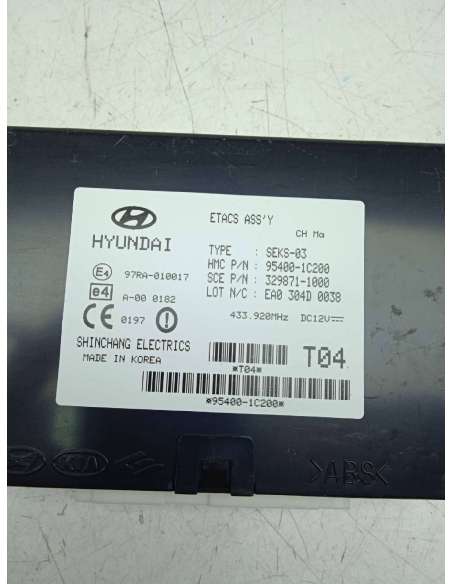 ETACS ASS'Y
CH Ma
HYUNDAI
TYPE : SEKS-03
HMC P/N : 95400-1C200
SCE P/N : 329871-1000
LOT N/C : EA0 304D 0038
E4 97RA-010017
e4 A-00 0182
CE 0197
433.920MHz DC12V
SHINCHANG ELECTRICS
MADE IN KOREA
*T04*
T04
*95400-1C200*
KIA
>ABS<